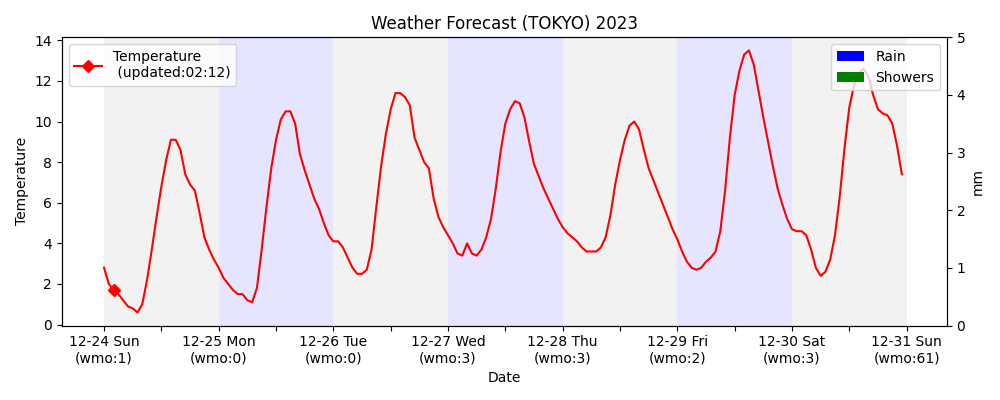 Weather Forecast (TOKYO) 2023
Temperature
(updated:02:12)
Rain
Showers
14
12
10
8
6
4
2
0
Temperature
5
4
3
2
1
0
mm
12-24 Sun
(wmo:1)
12-25 Mon
(wmo:0)
12-26 Tue
(wmo:0)
12-27 Wed
(wmo:3)
12-28 Thu
(wmo:3)
12-29 Fri
(wmo:2)
12-30 Sat
(wmo:3)
12-31 Sun
(wmo:61)
Date